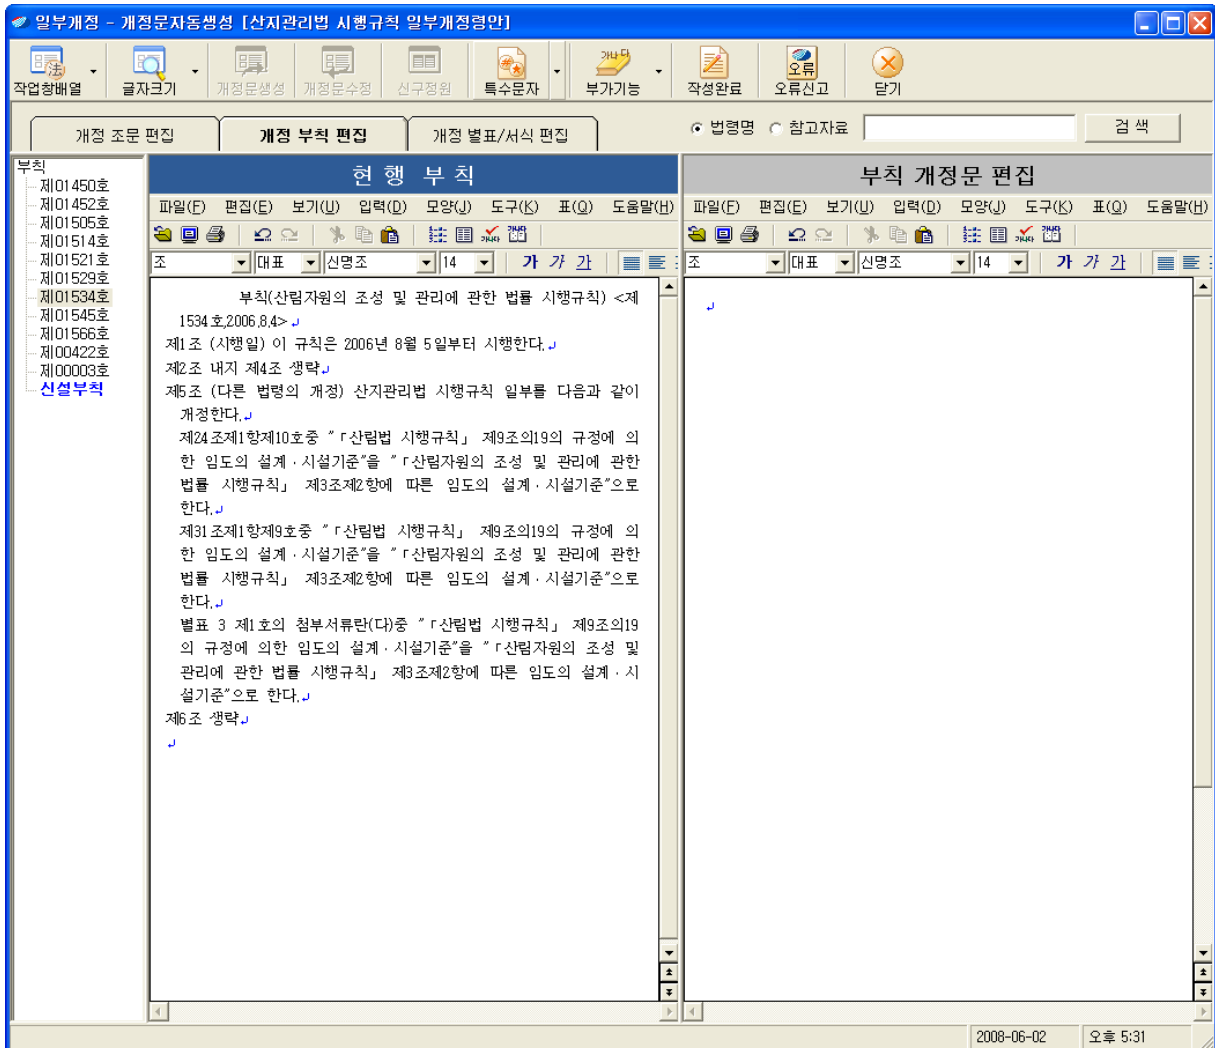 일부개정 - 개정문자동생성 [산지관리법 시행규칙 일부개정령안]
작업창배열 글자크기 개정문생성 개정문수정 신구정원 특수문자 부가기능 작성완료 오류신고 닫기
개정 조문 편집 개정 부칙 편집 개정 별표/서식 편집 법령명 참고자료 검 색
부칙
제01450호
제01452호
제01505호
제01514호
제01521호
제01529호
제01534호
제01545호
제01566호
제00422호
제00003호
신설부칙
현 행 부 칙
파일(F) 편집(E) 보기(U) 입력(D) 모양(J) 도구(K) 표(Q) 도움말(H)
조 대표 신명조 14 가 가 가
부칙(산림자원의 조성 및 관리에 관한 법률 시행규칙) <제
1534호,2006.8.4>
제1조 (시행일) 이 규칙은 2006년 8월 5일부터 시행한다.
제2조 내지 제4조 생략
제5조 (다른 법령의 개정) 산지관리법 시행규칙 일부를 다음과 같이
개정한다.
제24조제1항제10호중 "「산림법 시행규칙」 제9조의19의 규정에 의
한 임도의 설계·시설기준"을 "「산림자원의 조성 및 관리에 관한
법률 시행규칙」 제3조제2항에 따른 임도의 설계·시설기준"으로
한다.
제31조제1항제9호중 "「산림법 시행규칙」 제9조의19의 규정에 의
한 임도의 설계·시설기준"을 "「산림자원의 조성 및 관리에 관한
법률 시행규칙」 제3조제2항에 따른 임도의 설계·시설기준"으로
한다.
별표 3 제1호의 첨부서류란(다)중 "「산림법 시행규칙」 제9조의19
의 규정에 의한 임도의 설계·시설기준"을 "「산림자원의 조성 및
관리에 관한 법률 시행규칙」 제3조제2항에 따른 임도의 설계·시
설기준"으로 한다.
제6조 생략
부칙 개정문 편집
파일(F) 편집(E) 보기(U) 입력(D) 모양(J) 도구(K) 표(Q) 도움말(H)
조 대표 신명조 14 가 가 가
2008-06-02 오후 5:31